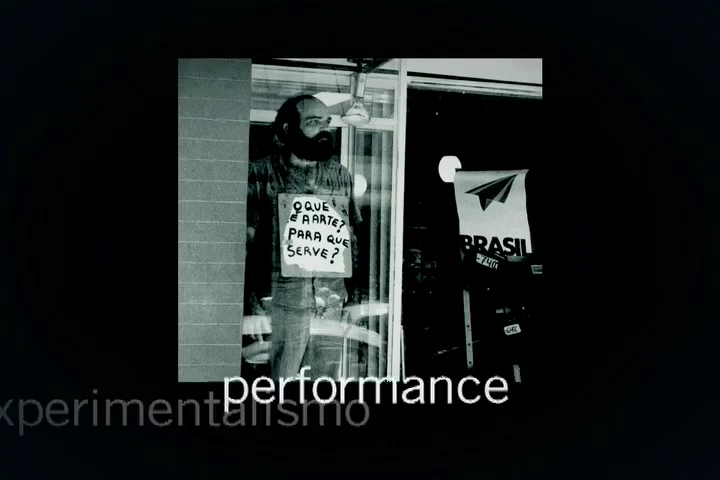 O QUE
É A ARTE?
PARA QUE
SERVE?
BRASIL
performance
xperimentalismo